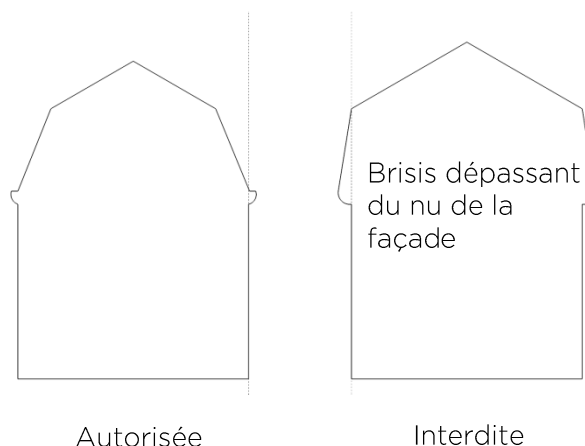 Brisis dépassant
du nu de la
façade
Autorisée
Interdite